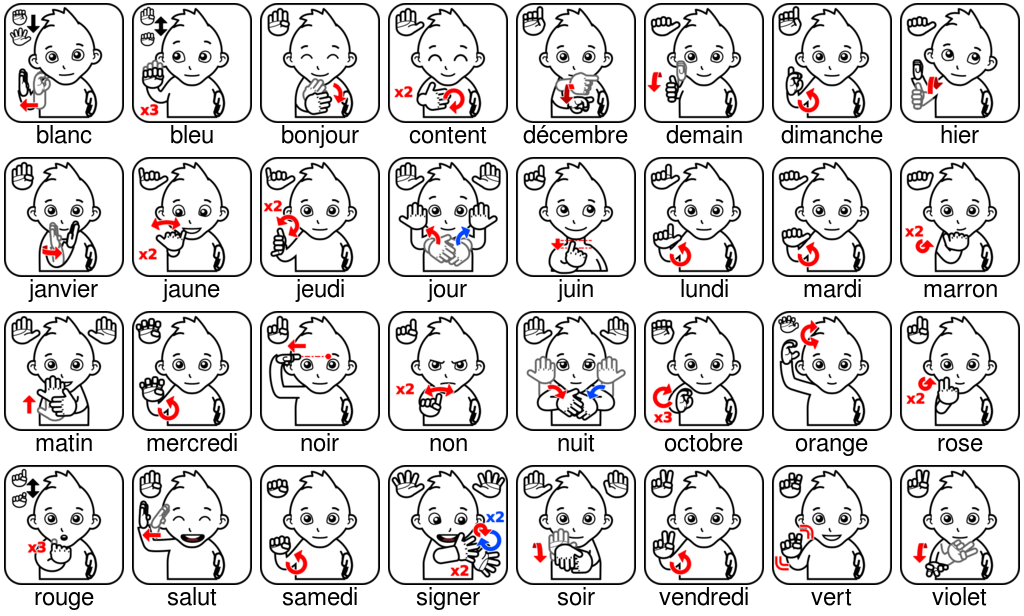 x3
x2
blanc bleu bonjour content décembre demain dimanche hier
x2
x2
x2
janvier jaune jeudi jour juin lundi mardi marron
x2
x2
x3
matin mercredi noir non nuit octobre orange rose
x2
x3
x2
rouge salut samedi signer soir vendredi vert violet